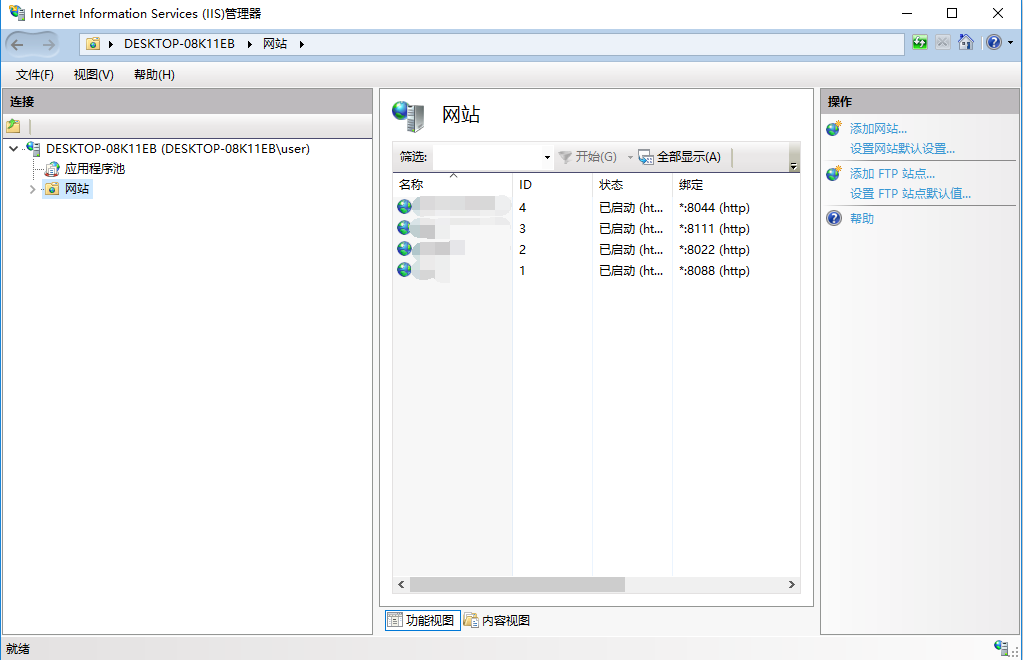 Internet Information Services (IIS)管理器
DESKTOP-08K11EB 网站
文件(F) 视图(V) 帮助(H)
连接
DESKTOP-08K11EB (DESKTOP-08K11EB\user)
应用程序池
网站
网站
筛选: 开始(G) 全部显示(A)
名称 ID 状态 绑定
4 已启动 (ht... *:8044 (http)
3 已启动 (ht... *:8111 (http)
2 已启动 (ht... *:8022 (http)
1 已启动 (ht... *:8088 (http)
功能视图 内容视图
操作
添加网站...
设置网站默认设置...
添加 FTP 站点...
设置 FTP 站点默认值...
帮助
就绪